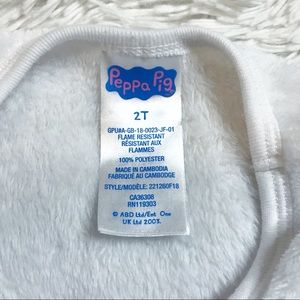 Peppa Pig
2T
GPU#A-GB-18-0023-JF-01
FLAME RESISTANT
RÉSISTANT AUX
FLAMMES
100% POLYESTER
MADE IN CAMBODIA
FABRIQUÉ AU CAMBODGE
STYLE/MODÈLE: 221260F18
CA36308
RN119303
© ABD Ltd/Ent. One
UK Ltd 2003.